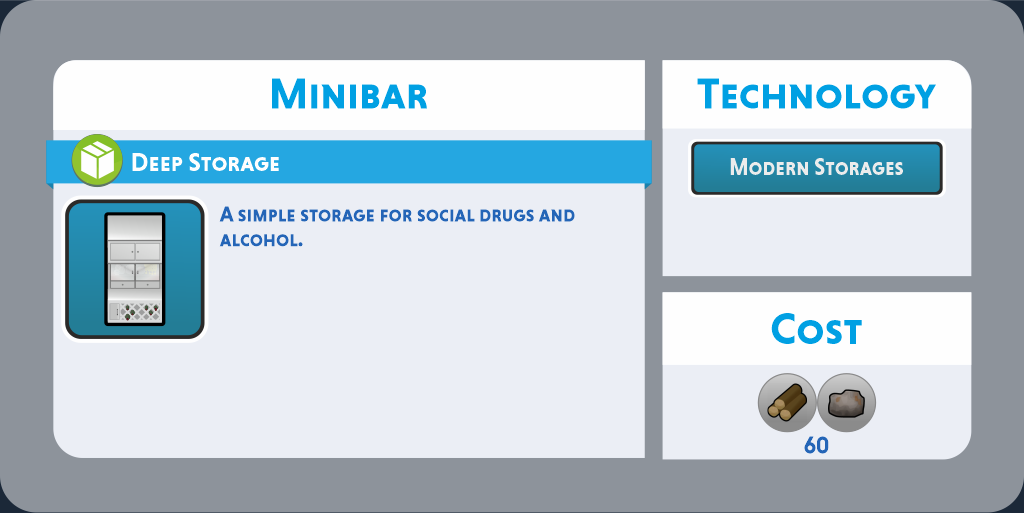 Minibar
Deep Storage
A simple storage for social drugs and
alcohol.
Technology
Modern Storages
Cost
60